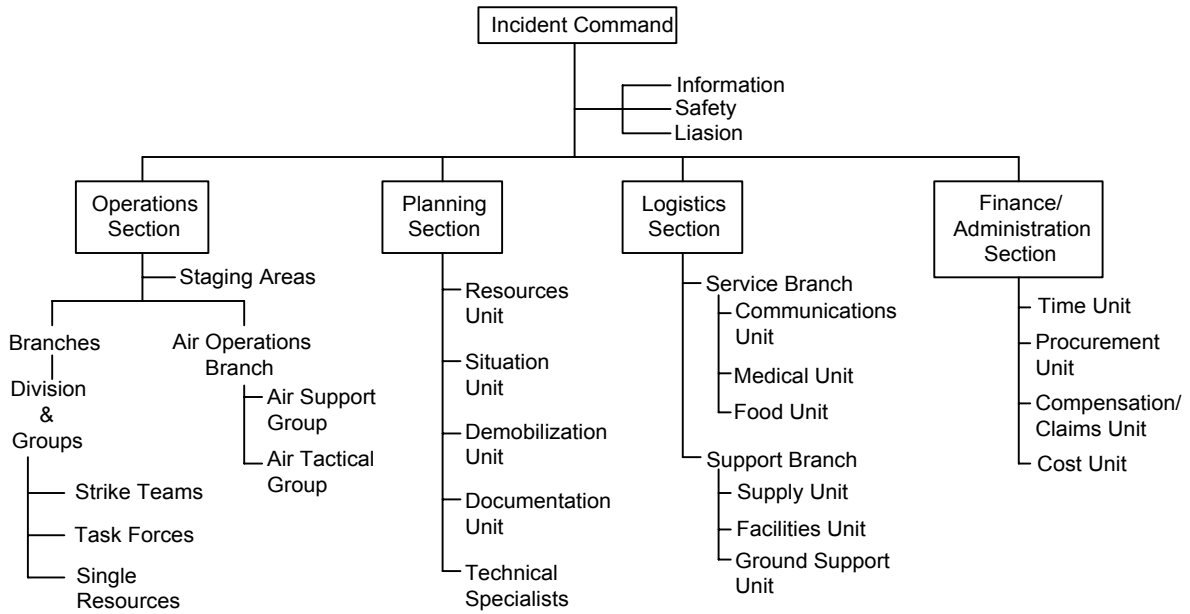 Incident Command
Information
Safety
Liasion
Operations
Section
Planning
Section
Logistics
Section
Finance/
Administration
Section
Staging Areas
Branches
Air Operations
Branch
Division
&
Groups
Air Support
Group
Air Tactical
Group
Strike Teams
Task Forces
Single
Resources
Resources
Unit
Situation
Unit
Demobilization
Unit
Documentation
Unit
Technical
Specialists
Service Branch
Communications
Unit
Medical Unit
Food Unit
Support Branch
Supply Unit
Facilities Unit
Ground Support
Unit
Time Unit
Procurement
Unit
Compensation/
Claims Unit
Cost Unit